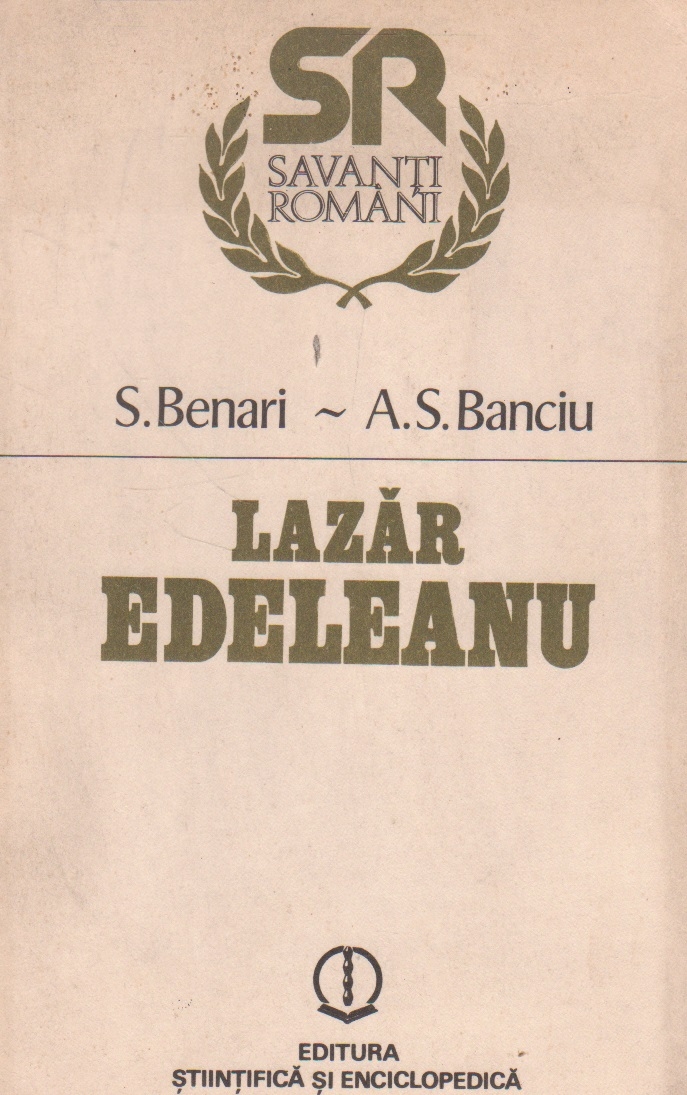 SR
SAVANȚI
ROMÂNI
S. Benari ~ A. S. Banciu
LAZĂR
EDELEANU
EDITURA
ȘTIINȚIFICĂ ȘI ENCICLOPEDICĂ